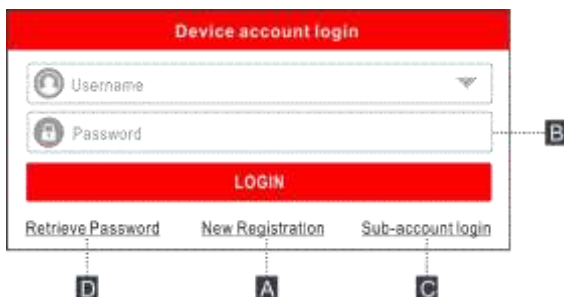 Device account login
Username
Password
B
LOGIN
Retrieve Password New Registration Sub-account login
D A C